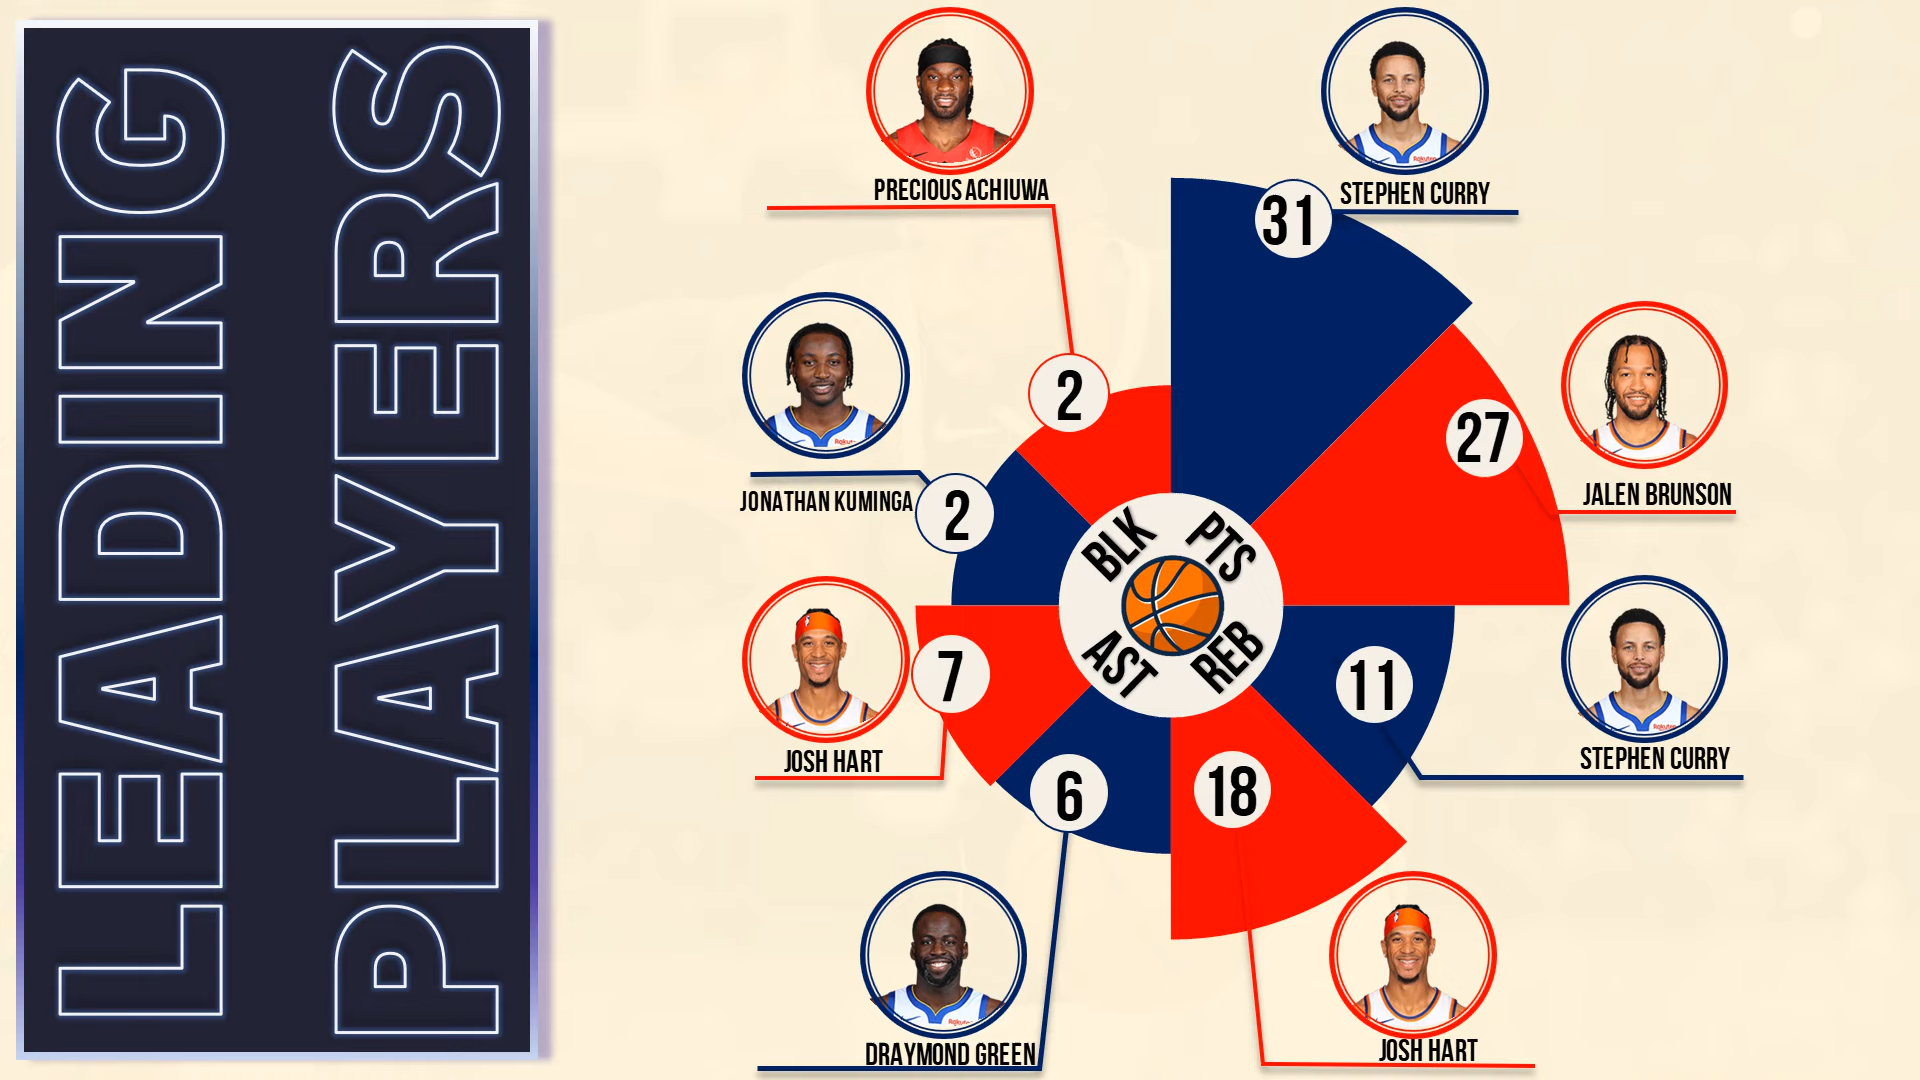 LEADING
PLAYERS
PRECIOUS ACHIUWA
STEPHEN CURRY
31
2
27
JONATHAN KUMINGA
2
JALEN BRUNSON
BLK
PTS
AST
REB
7
11
JOSH HART
STEPHEN CURRY
6
18
DRAYMOND GREEN
JOSH HART